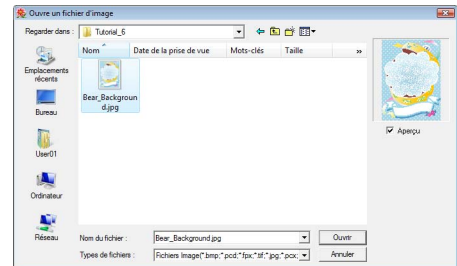 Ouvre un fichier d'image
Regarder dans : Tutorial_6
Nom Date de la prise de vue Mots-clés Taille »
Emplacements
récents
Bureau
User01
Ordinateur
Réseau
Bear_Backgroun
d.jpg
Aperçu
Nom du fichier : Bear_Background.jpg Ouvrir
Types de fichiers : Fichiers Image(*.bmp;*.pcd;*.fpx;*.tif;*.jpg;*.pcx; Annuler